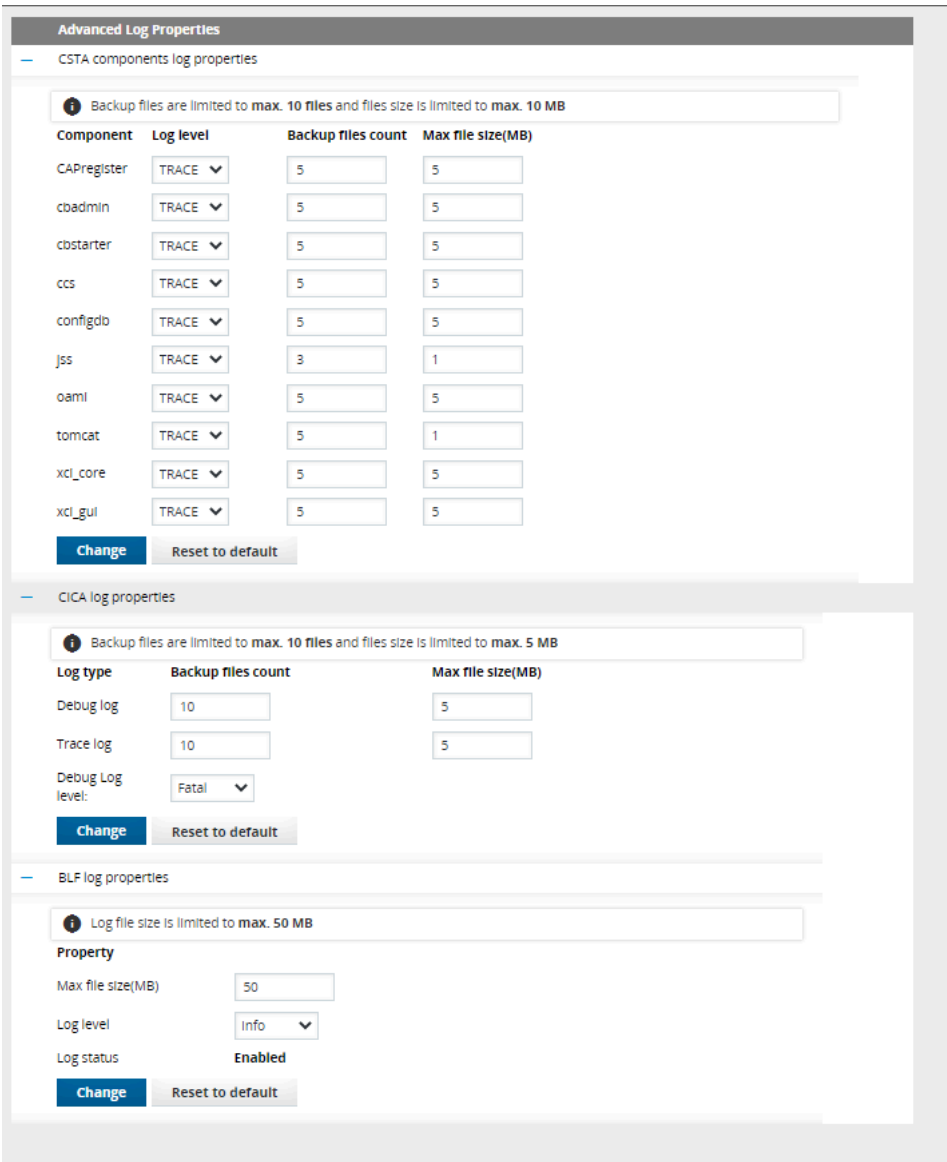 Advanced Log Properties
CSTA components log properties
Backup files are limited to max. 10 files and files size is limited to max. 10 MB
Component Log level Backup files count Max file size(MB)
CAPregister TRACE 5 5
cbadmin TRACE 5 5
cbstarter TRACE 5 5
ccs TRACE 5 5
configdb TRACE 5 5
jss TRACE 3 1
oaml TRACE 5 5
tomcat TRACE 5 1
xcl_core TRACE 5 5
xcl_gul TRACE 5 5
Change Reset to default
CICA log properties
Backup files are limited to max. 10 files and files size is limited to max. 5 MB
Log type Backup files count Max file size(MB)
Debug log 10 5
Trace log 10 5
Debug Log
level: Fatal
Change Reset to default
BLF log properties
Log file size is limited to max. 50 MB
Property
Max file size(MB) 50
Log level Info
Log status Enabled
Change Reset to default